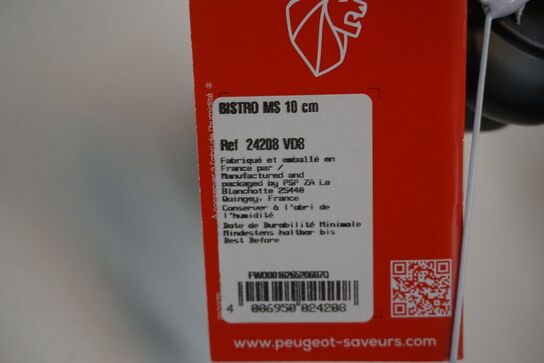 BISTRO MS 10 cm
Ref 24208 VD8
Fabriqué et emballé en
France par /
Manufactured and
packaged by PSP ZA La
Blanchotte 25440
Quingey, France
Conserver à l'abri de
l'humidité
Date de Durabilité Minimale
Mindestens haltbar bis
Best Before
4 006950 024208
www.peugeot-saveurs.com